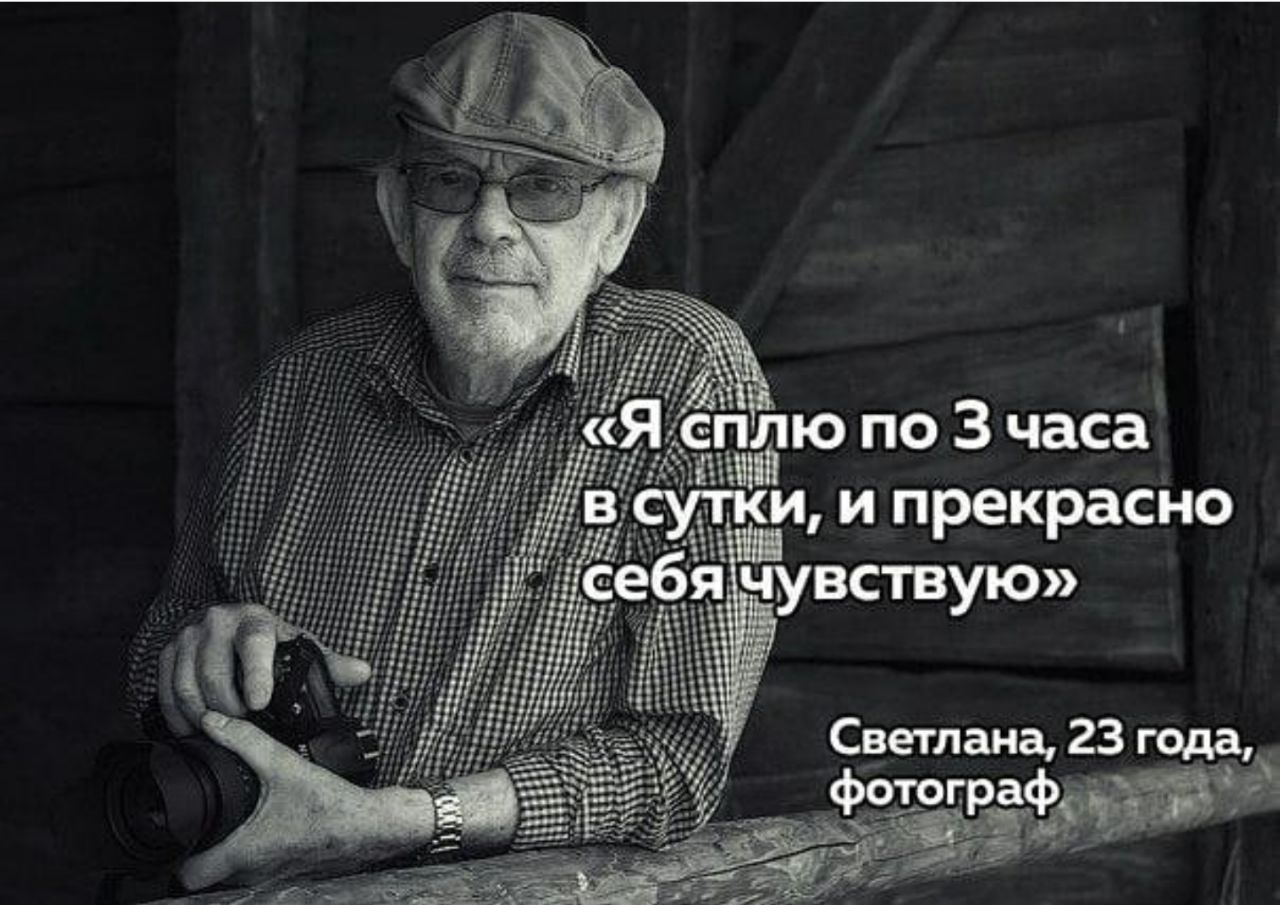 «Я сплю по 3 часа
в сутки, и прекрасно
себя чувствую»
Светлана, 23 года,
фотограф